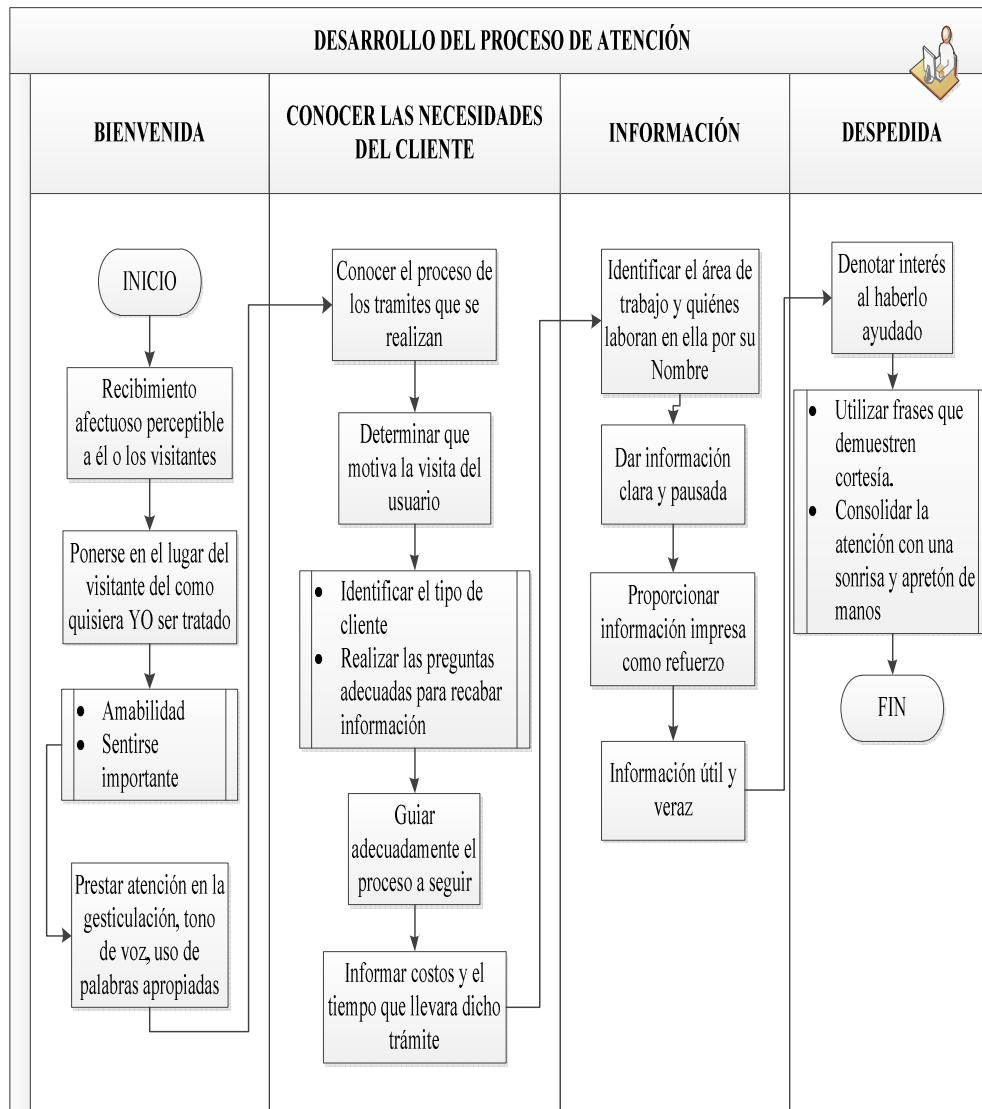 DESARROLLO DEL PROCESO DE ATENCIÓN
BIENVENIDA
CONOCER LAS NECESIDADES
DEL CLIENTE
INFORMACIÓN
DESPEDIDA
INICIO
Recibimiento
afectuoso perceptible
a él o los visitantes
Ponerse en el lugar del
visitante del como
quisiera YO ser tratado
• Amabilidad
• Sentirse
importante
Prestar atención en la
gesticulación, tono
de voz, uso de
palabras apropiadas
Conocer el proceso de
los tramites que se
realizan
Determinar que
motiva la visita del
usuario
• Identificar el tipo de
cliente
• Realizar las preguntas
adecuadas para recabar
información
Guiar
adecuadamente el
proceso a seguir
Informar costos y el
tiempo que llevara dicho
trámite
Identificar el área de
trabajo y quiénes
laboran en ella por su
Nombre
Dar información
clara y pausada
Proporcionar
información impresa
como refuerzo
Información útil y
veraz
Denotar interés
al haberlo
ayudado
• Utilizar frases que
demuestren
cortesía.
• Consolidar la
atención con una
sonrisa y apretón de
manos
FIN